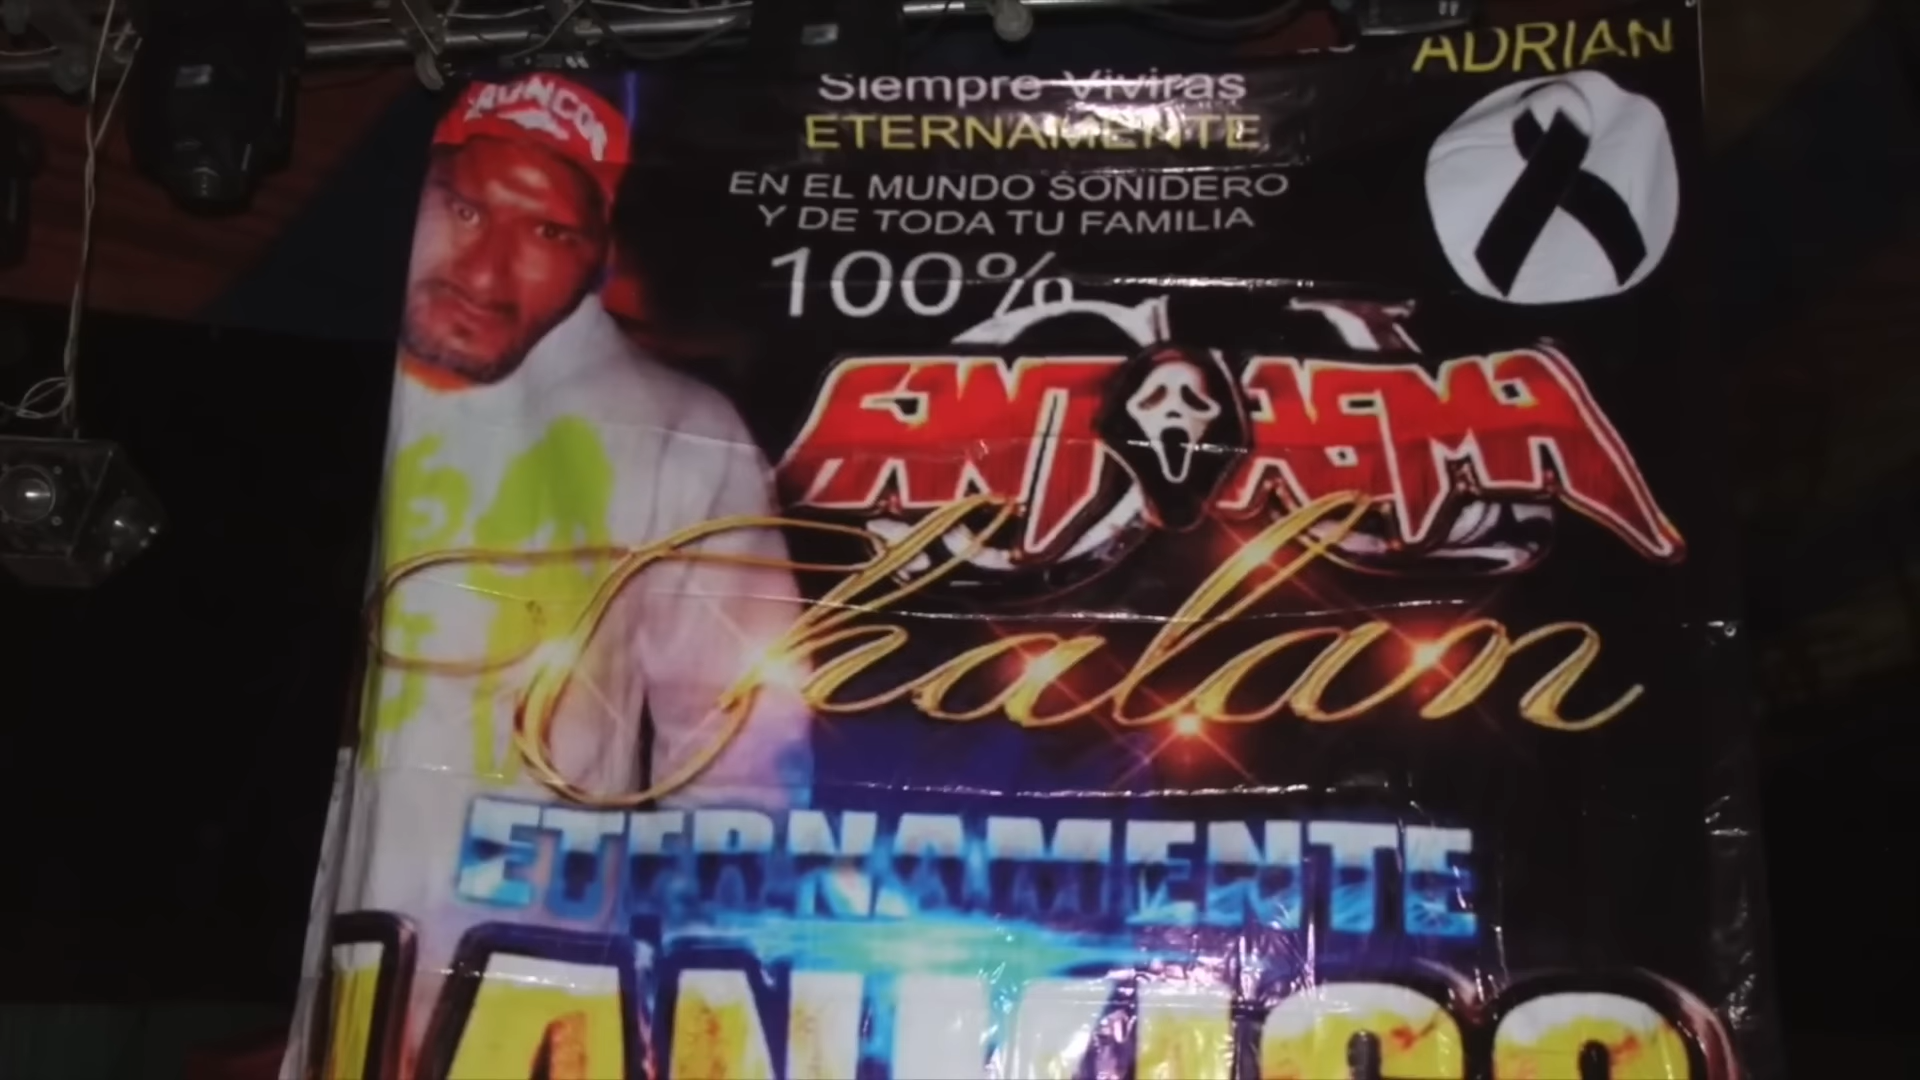 ADRIAN
Siempre Viviras
ETERNAMENTE
EN EL MUNDO SONIDERO
Y DE TODA TU FAMILIA
100%
FANTASMA
Chalan
ETERNAMENTE